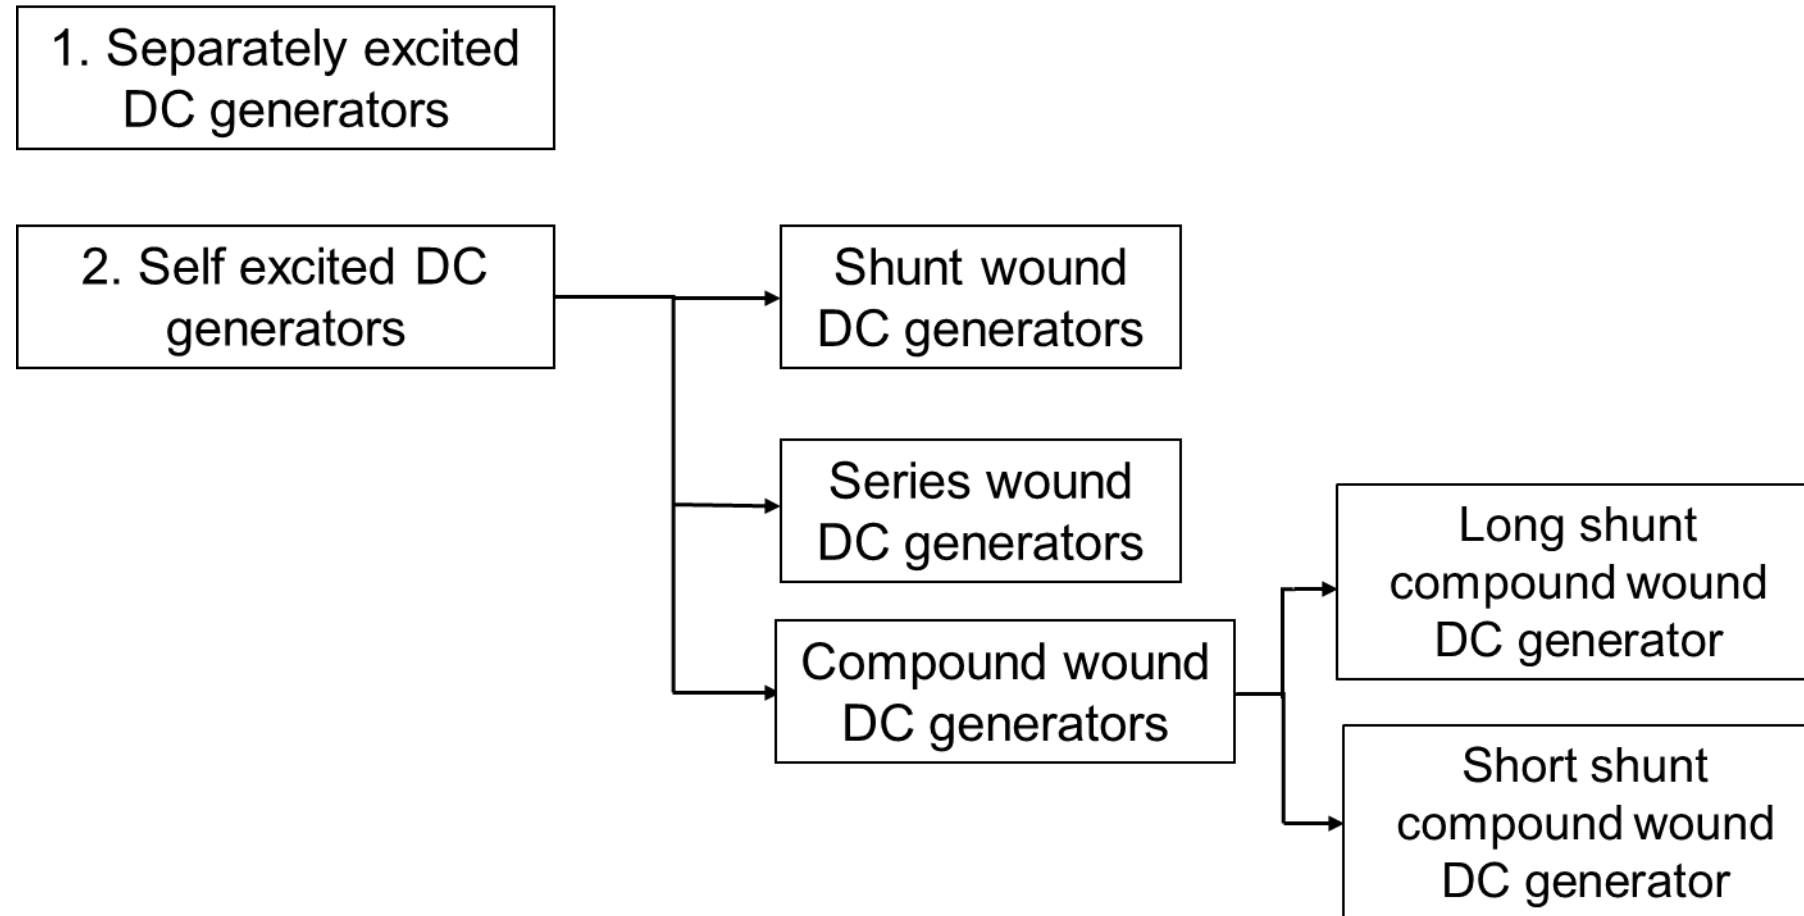 1. Separately excited
DC generators
2. Self excited DC
generators
Shunt wound
DC generators
Series wound
DC generators
Compound wound
DC generators
Long shunt
compound wound
DC generator
Short shunt
compound wound
DC generator